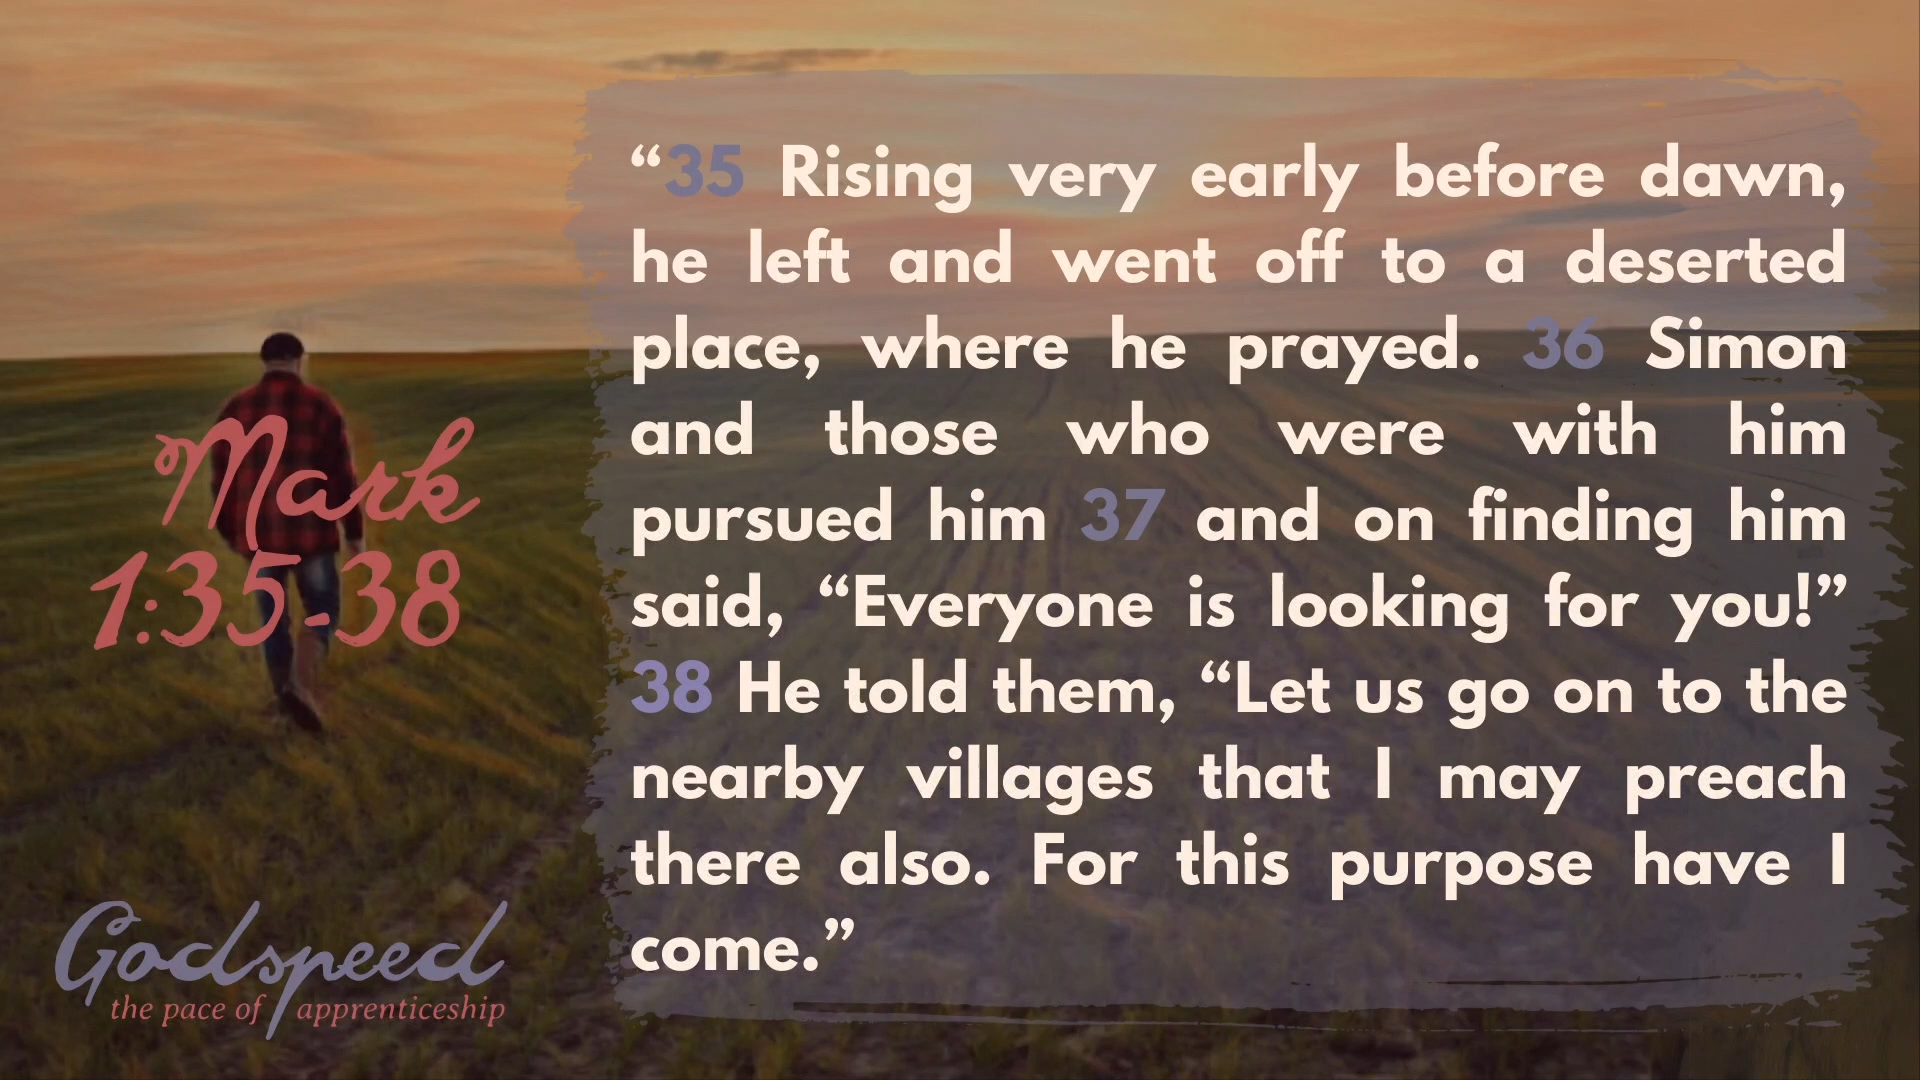 Mark
1:35-38
Godspeed
the pace of apprenticeship
“35 Rising very early before dawn,
he left and went off to a deserted
place, where he prayed. 36 Simon
and those who were with him
pursued him 37 and on finding him
said, “Everyone is looking for you!”
38 He told them, “Let us go on to the
nearby villages that I may preach
there also. For this purpose have I
come.”